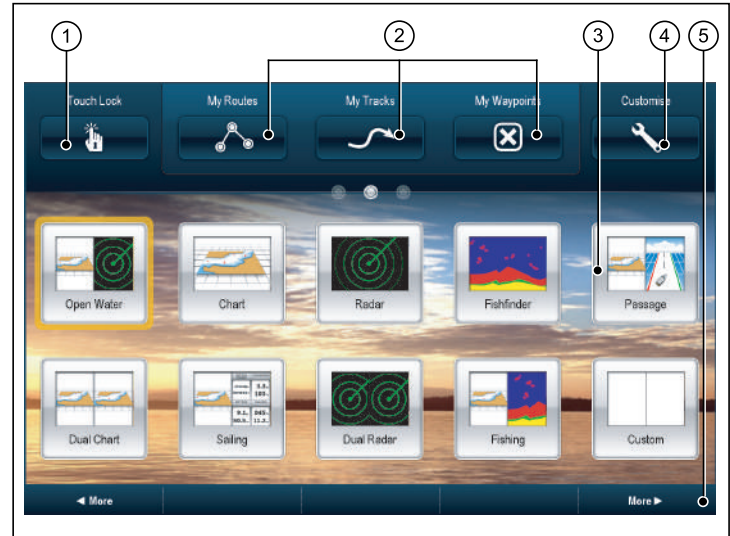 1 2 3 4 5
Touch Lock My Routes My Tracks My Waypoints Customise
Open Water Chart Radar Fishfinder Passage
Dual Chart Sailing Dual Radar Fishing Custom
◄ More More ►